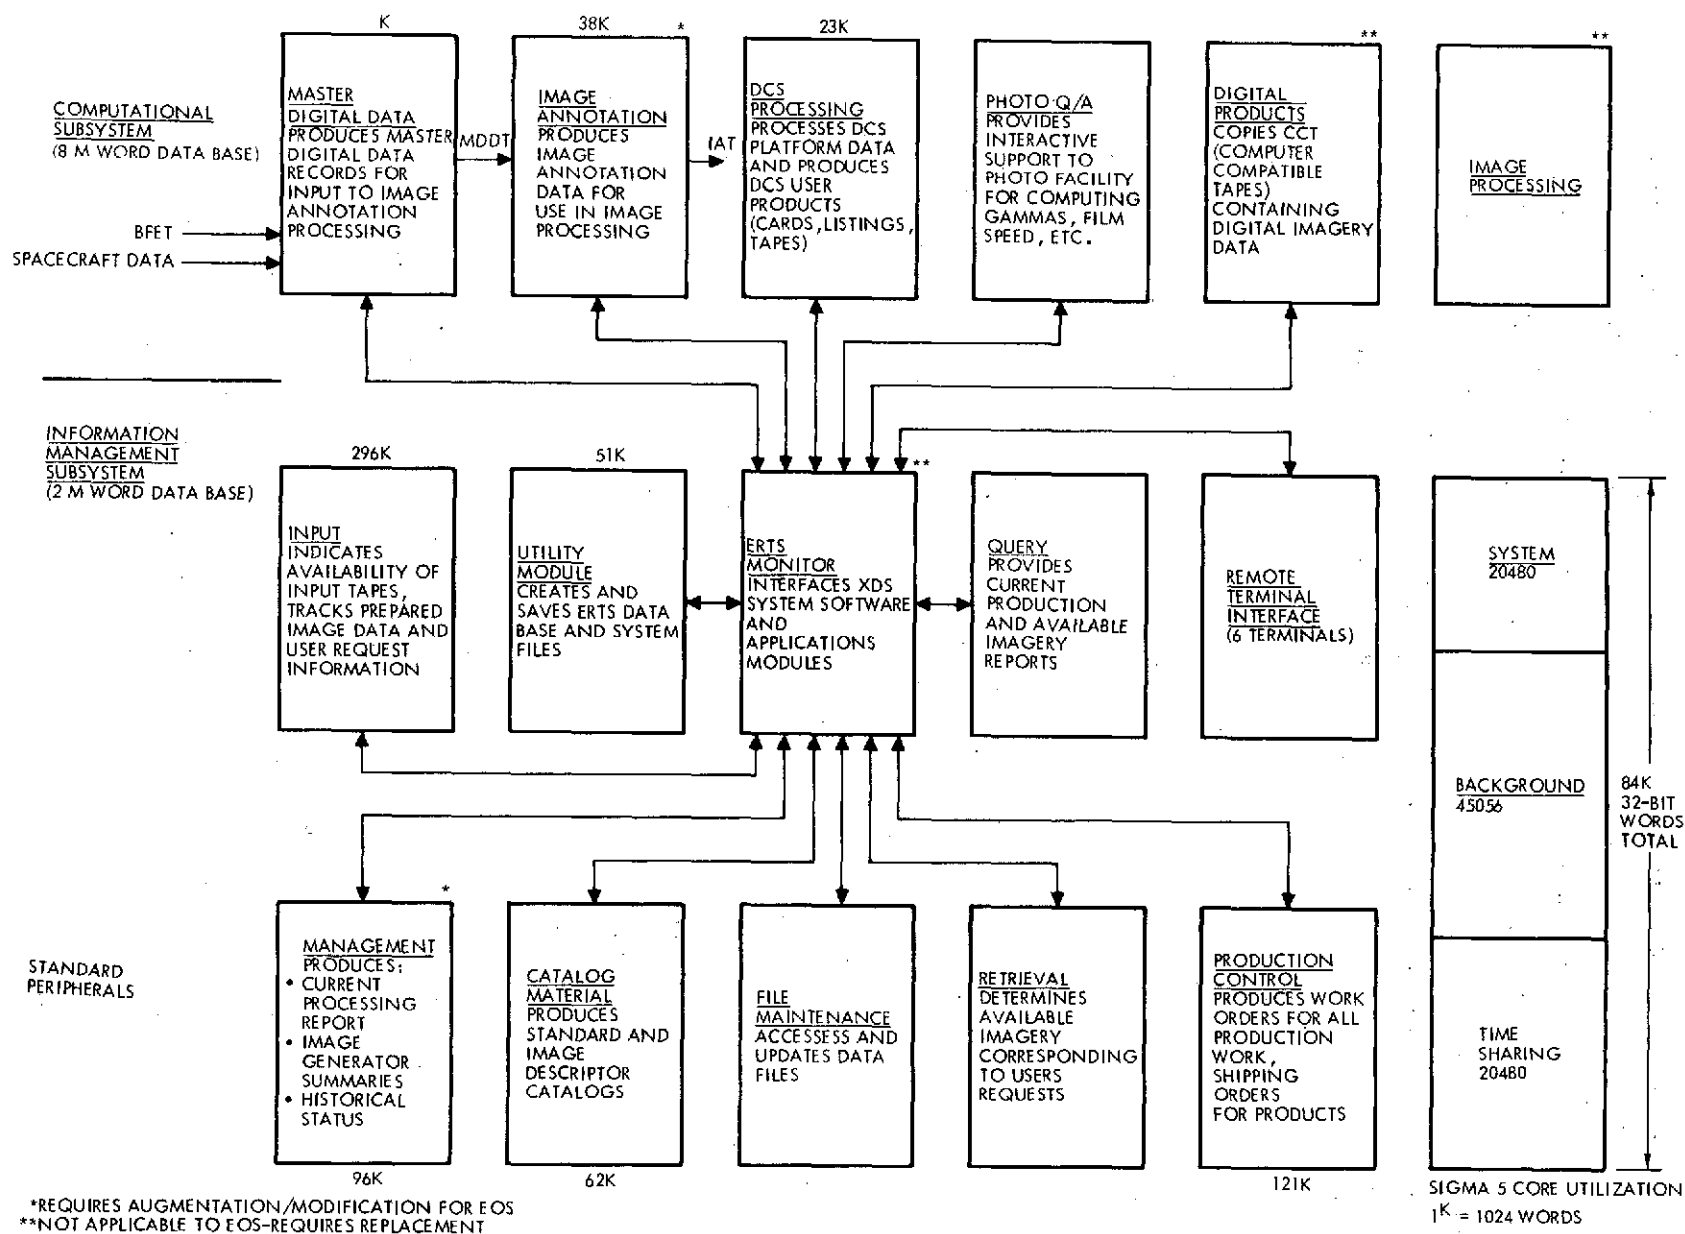 K
38K
*
23K
**
**
COMPUTATIONAL
SUBSYSTEM
(8 M WORD DATA BASE)
BFET
SPACECRAFT DATA
MASTER
DIGITAL DATA
PRODUCES MASTER
DIGITAL DATA
RECORDS FOR
INPUT TO IMAGE
ANNOTATION
PROCESSING
MDDT
IMAGE
ANNOTATION
PRODUCES
IMAGE
ANNOTATION
DATA FOR
USE IN IMAGE
PROCESSING
IAT
DCS
PROCESSING
PROCESSES DCS
PLATFORM DATA
AND PRODUCES
DCS USER
PRODUCTS
(CARDS, LISTINGS,
TAPES)
PHOTO Q/A
PROVIDES
INTERACTIVE
SUPPORT TO
PHOTO FACILITY
FOR COMPUTING
GAMMAS, FILM
SPEED, ETC.
DIGITAL
PRODUCTS
COPIES CCT
(COMPUTER
COMPATIBLE
TAPES)
CONTAINING
DIGITAL IMAGERY
DATA
IMAGE
PROCESSING
INFORMATION
MANAGEMENT
SUBSYSTEM
(2 M WORD DATA BASE)
296K
51K
**
INPUT
INDICATES
AVAILABILITY OF
INPUT TAPES,
TRACKS PREPARED
IMAGE DATA AND
USER REQUEST
INFORMATION
UTILITY
MODULE
CREATES AND
SAVES ERTS DATA
BASE AND SYSTEM
FILES
ERTS
MONITOR
INTERFACES XDS
SYSTEM SOFTWARE
AND
APPLICATIONS
MODULES
QUERY
PROVIDES
CURRENT
PRODUCTION
AND AVAILABLE
IMAGERY
REPORTS
REMOTE
TERMINAL
INTERFACE
(6 TERMINALS)
SYSTEM
20480
BACKGROUND
45056
84K
32-BIT
WORDS
TOTAL
TIME
SHARING
20480
STANDARD
PERIPHERALS
*
MANAGEMENT
PRODUCES:
• CURRENT
PROCESSING
REPORT
• IMAGE
GENERATOR
SUMMARIES
• HISTORICAL
STATUS
CATALOG
MATERIAL
PRODUCES
STANDARD AND
IMAGE
DESCRIPTOR
CATALOGS
FILE
MAINTENANCE
ACCESSESS AND
UPDATES DATA
FILES
RETRIEVAL
DETERMINES
AVAILABLE
IMAGERY
CORRESPONDING
TO USERS
REQUESTS
PRODUCTION
CONTROL
PRODUCES WORK
ORDERS FOR ALL
PRODUCTION
WORK,
SHIPPING
ORDERS
FOR PRODUCTS
96K
62K
121K
SIGMA 5 CORE UTILIZATION
1K = 1024 WORDS
*REQUIRES AUGMENTATION/MODIFICATION FOR EOS
**NOT APPLICABLE TO EOS-REQUIRES REPLACEMENT